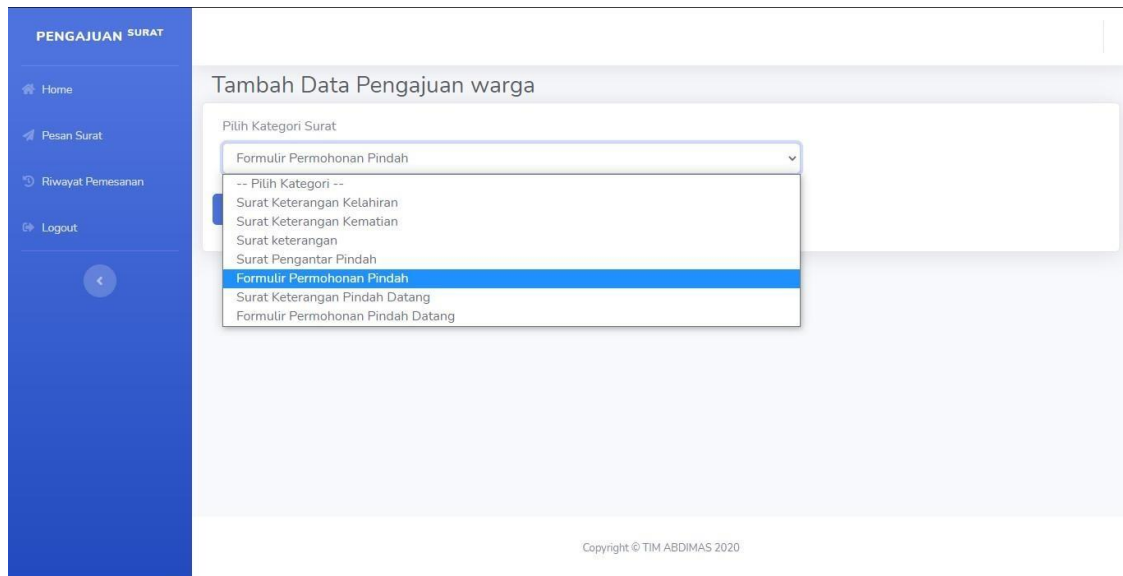 PENGAJUAN SURAT
Home
Pesan Surat
Riwayat Pemesanan
Logout
Tambah Data Pengajuan warga
Pilih Kategori Surat
Formulir Permohonan Pindah
-- Pilih Kategori --
Surat Keterangan Kelahiran
Surat Keterangan Kematian
Surat keterangan
Surat Pengantar Pindah
Formulir Permohonan Pindah
Surat Keterangan Pindah Datang
Formulir Permohonan Pindah Datang
Copyright © TIM ABDIMAS 2020